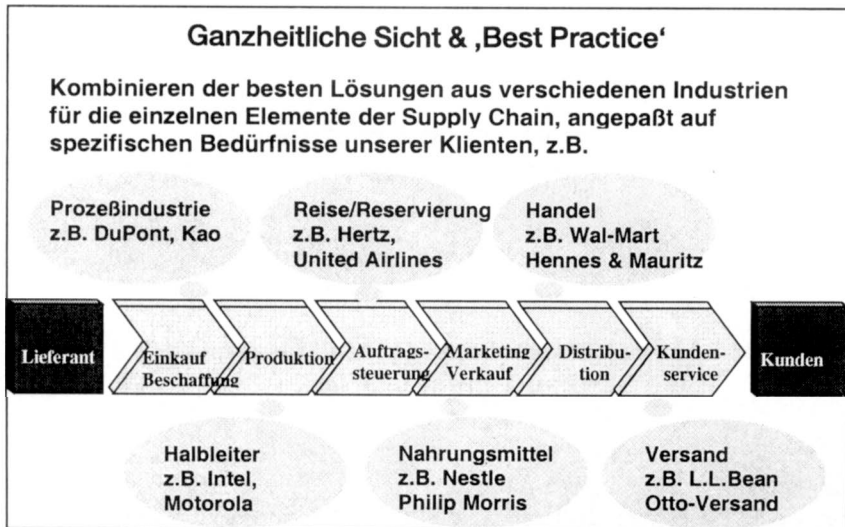 Ganzheitliche Sicht & ‚Best Practice‘
Kombinieren der besten Lösungen aus verschiedenen Industrien
für die einzelnen Elemente der Supply Chain, angepaßt auf
spezifischen Bedürfnisse unserer Klienten, z.B.
Prozeßindustrie
z.B. DuPont, Kao
Reise/Reservierung
z.B. Hertz,
United Airlines
Handel
z.B. Wal-Mart
Hennes & Mauritz
Lieferant
Einkauf
Beschaffung
Produktion
Auftrags-
steuerung
Marketing
Verkauf
Distribu-
tion
Kunden-
service
Kunden
Halbleiter
z.B. Intel,
Motorola
Nahrungsmittel
z.B. Nestle
Philip Morris
Versand
z.B. L.L.Bean
Otto-Versand